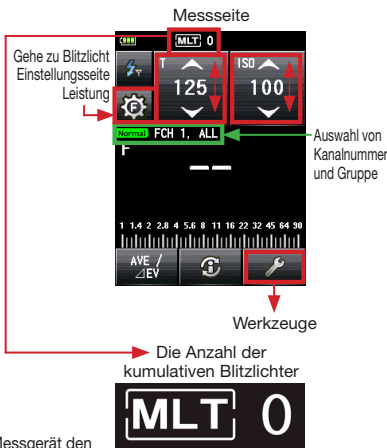 Messseite
MLT 0
Gehe zu Blitzlicht
Einstellungsseite
Leistung
T
125
ISO
100
Normal FCH 1, ALL
Auswahl von
Kanalnummer
und Gruppe
F
--
1 1.4 2 2.8 4 5.6 8 11 16 22 32 45 64 90
AVE /
⊿EV
Werkzeuge
Die Anzahl der
kumulativen Blitzlichter
MLT 0
Messgerät den